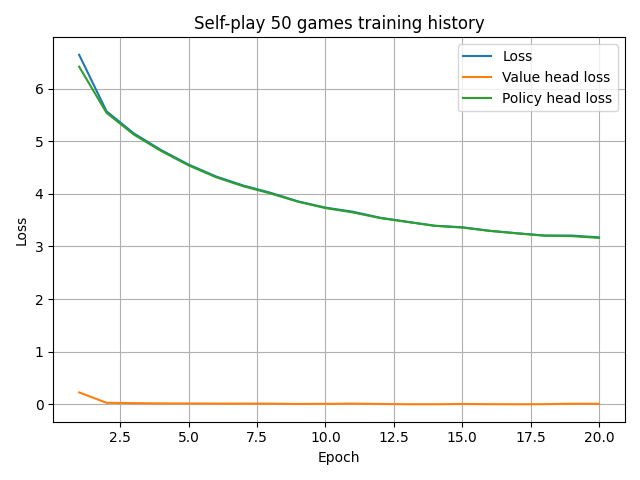 Self-play 50 games training history
Loss
Value head loss
Policy head loss
Loss
6
5
4
3
2
1
0
2.5 5.0 7.5 10.0 12.5 15.0 17.5 20.0
Epoch